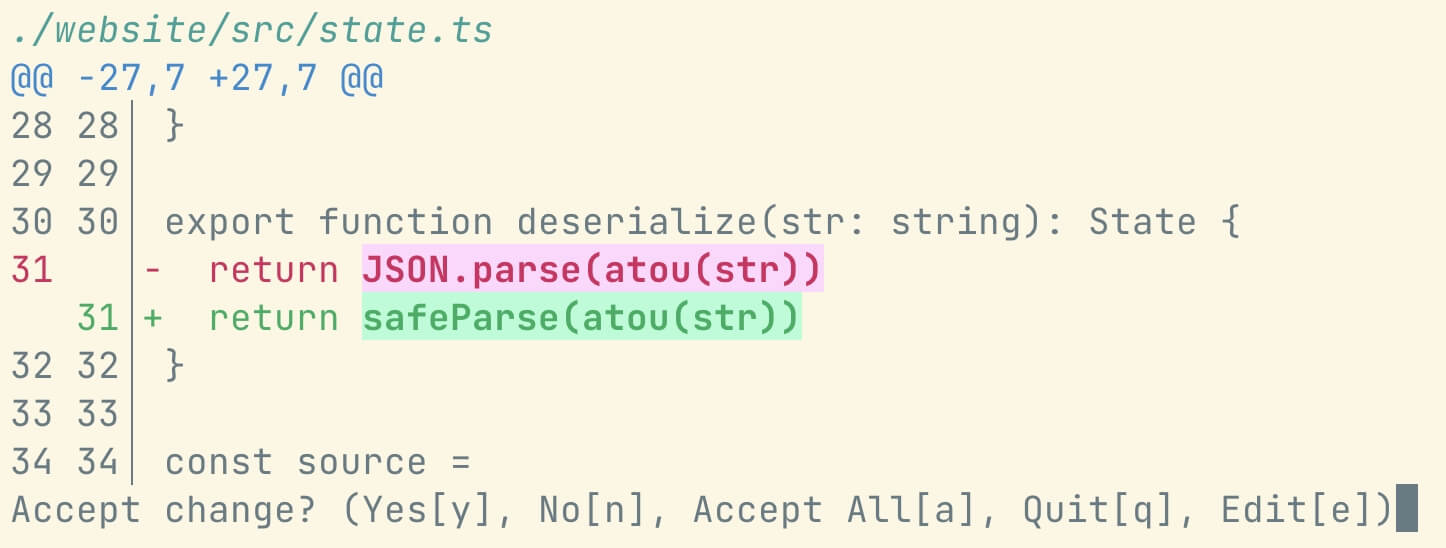 ./website/src/state.ts
@@ -27,7 +27,7 @@
28 28 }
29 29
30 30 export function deserialize(str: string): State {
31 - return JSON.parse(atou(str))
31 + return safeParse(atou(str))
32 32 }
33 33
34 34 const source =
Accept change? (Yes[y], No[n], Accept All[a], Quit[q], Edit[e])